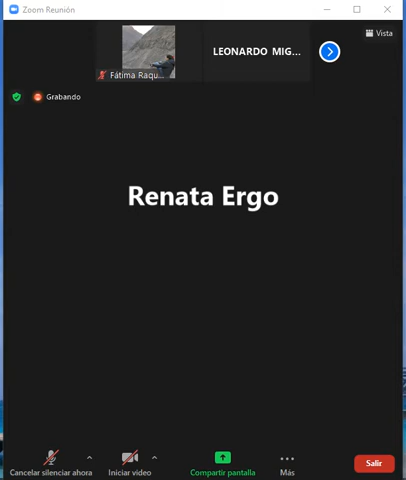 Zoom Reunión
Vista
Fátima Raqu...
LEONARDO MIG...
Grabando
Renata Ergo
Cancelar silenciar ahora
Iniciar video
Compartir pantalla
Más
Salir